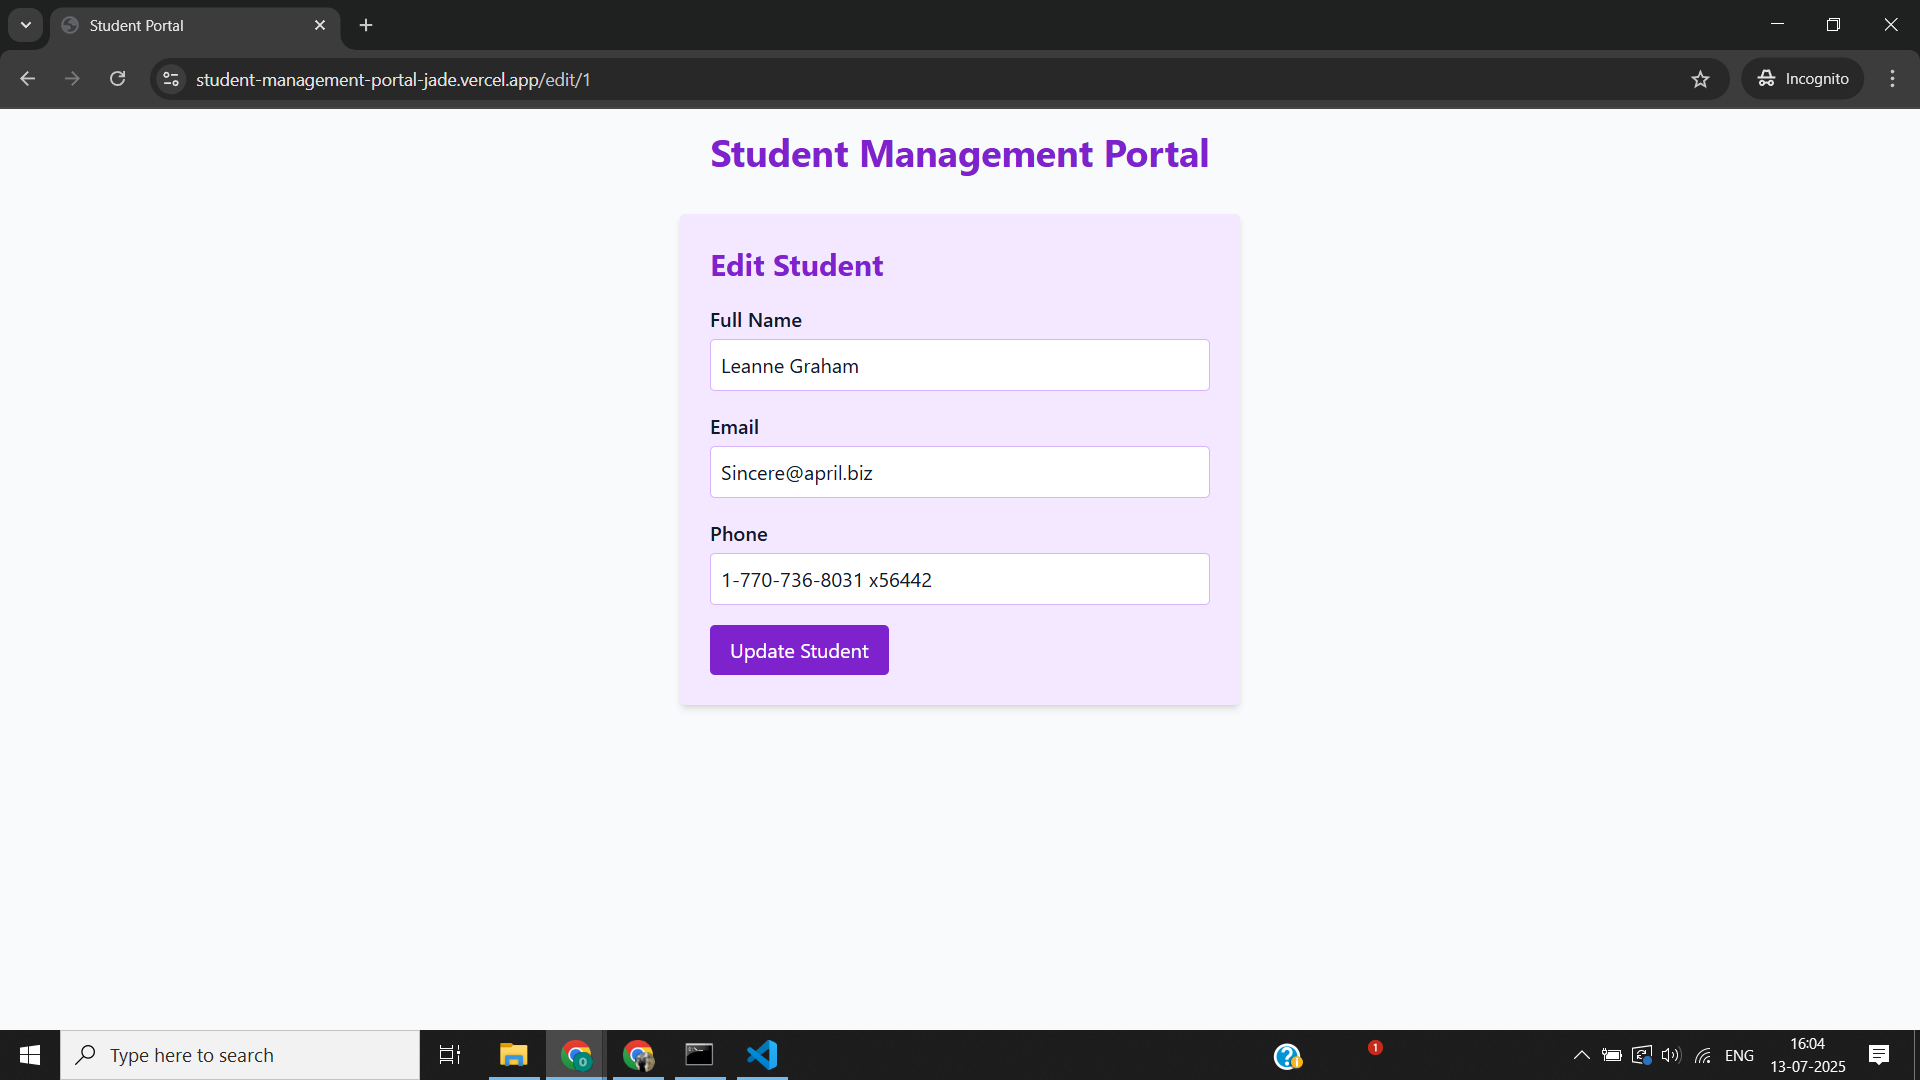 Student Portal
student-management-portal-jade.vercel.app/edit/1
Incognito
Student Management Portal
Edit Student
Full Name
Leanne Graham
Email
Sincere@april.biz
Phone
1-770-736-8031 x56442
Update Student
Type here to search
1
ENG
16:04
13-07-2025